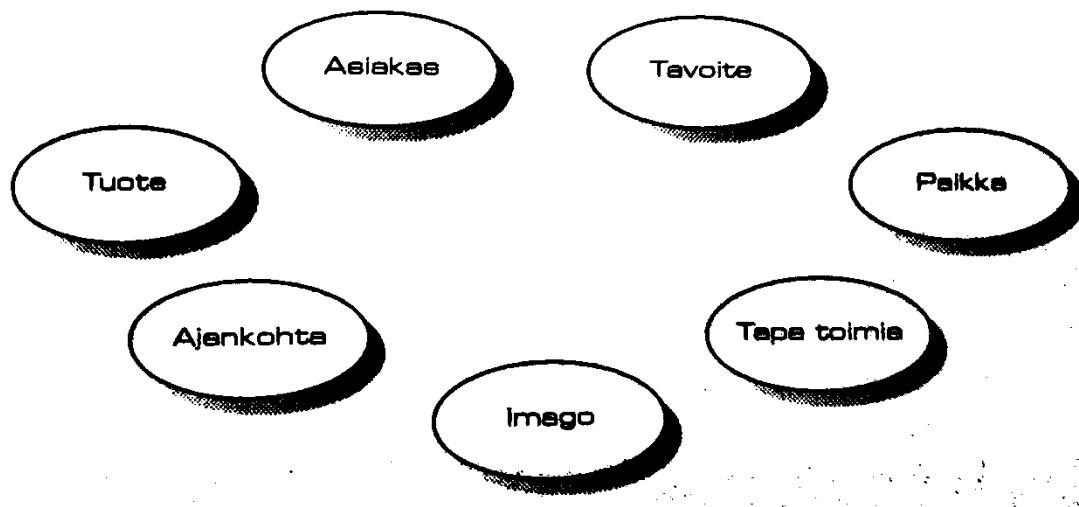 Asiakas
Tavoite
Tuote
Paikka
Ajankohta
Tapa toimia
Imago